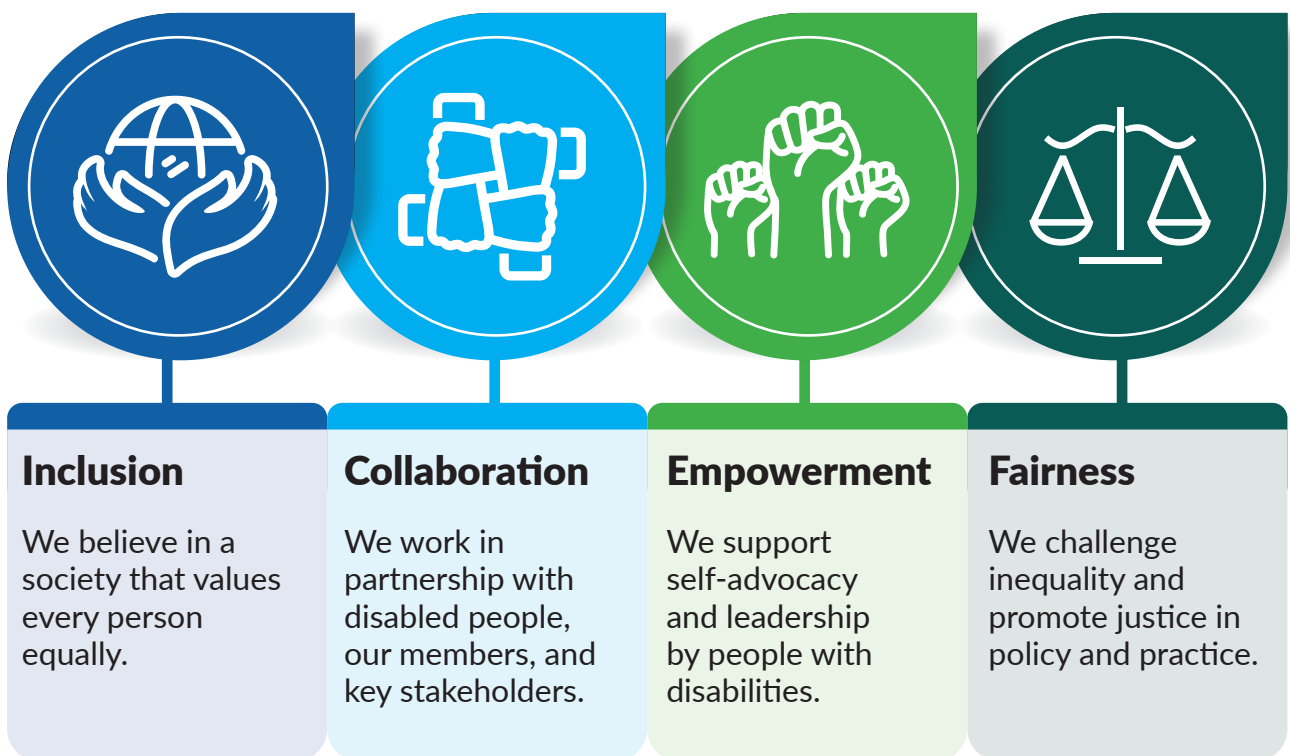 Inclusion
We believe in a
society that values
every person
equally.
Collaboration
We work in
partnership with
disabled people,
our members, and
key stakeholders.
Empowerment
We support
self-advocacy
and leadership
by people with
disabilities.
Fairness
We challenge
inequality and
promote justice in
policy and practice.